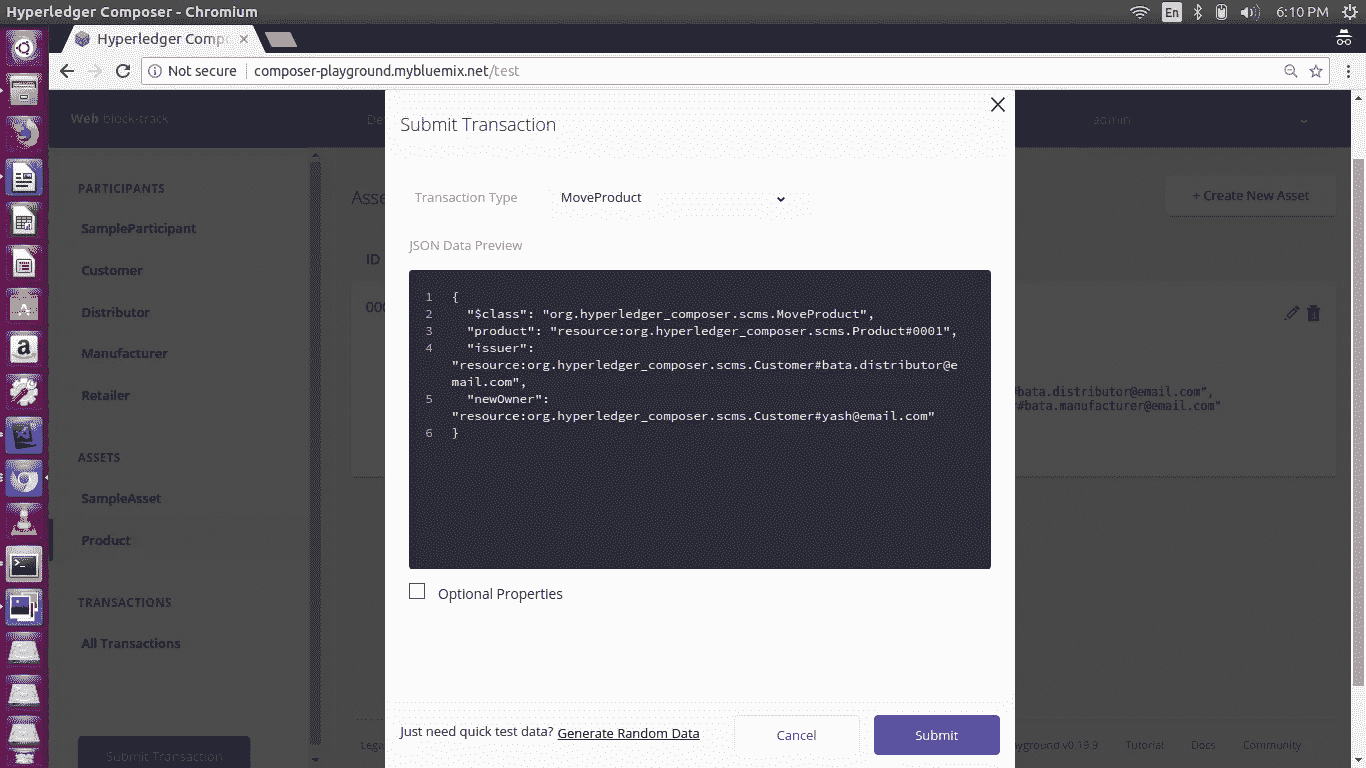 Hyperledger Composer - Chromium
En
6:10 PM
Hyperledger Comp
Not secure
composer-playground.mybluemix.net/test
Web block-track
De
admin
Submit Transaction
PARTICIPANTS
SampleParticipant
Customer
Distributor
Manufacturer
Retailer
ASSETS
SampleAsset
Product
TRANSACTIONS
All Transactions
Submit Transaction
Asse
+ Create New Asset
ID
000
Transaction Type
MoveProduct
JSON Data Preview
1 {
2 "$class": "org.hyperledger_composer.scms.MoveProduct",
3 "product": "resource:org.hyperledger_composer.scms.Product#0001",
4 "issuer":
"resource:org.hyperledger_composer.scms.Customer#bata.distributor@e
mail.com",
5 "newOwner":
"resource:org.hyperledger_composer.scms.Customer#yash@email.com"
6 }
#bata.distributor@email.com",
#bata.manufacturer@email.com"
Optional Properties
Just need quick test data? Generate Random Data
Cancel
Submit
Lega
yground v0.19.9
Tutorial
Docs
Community